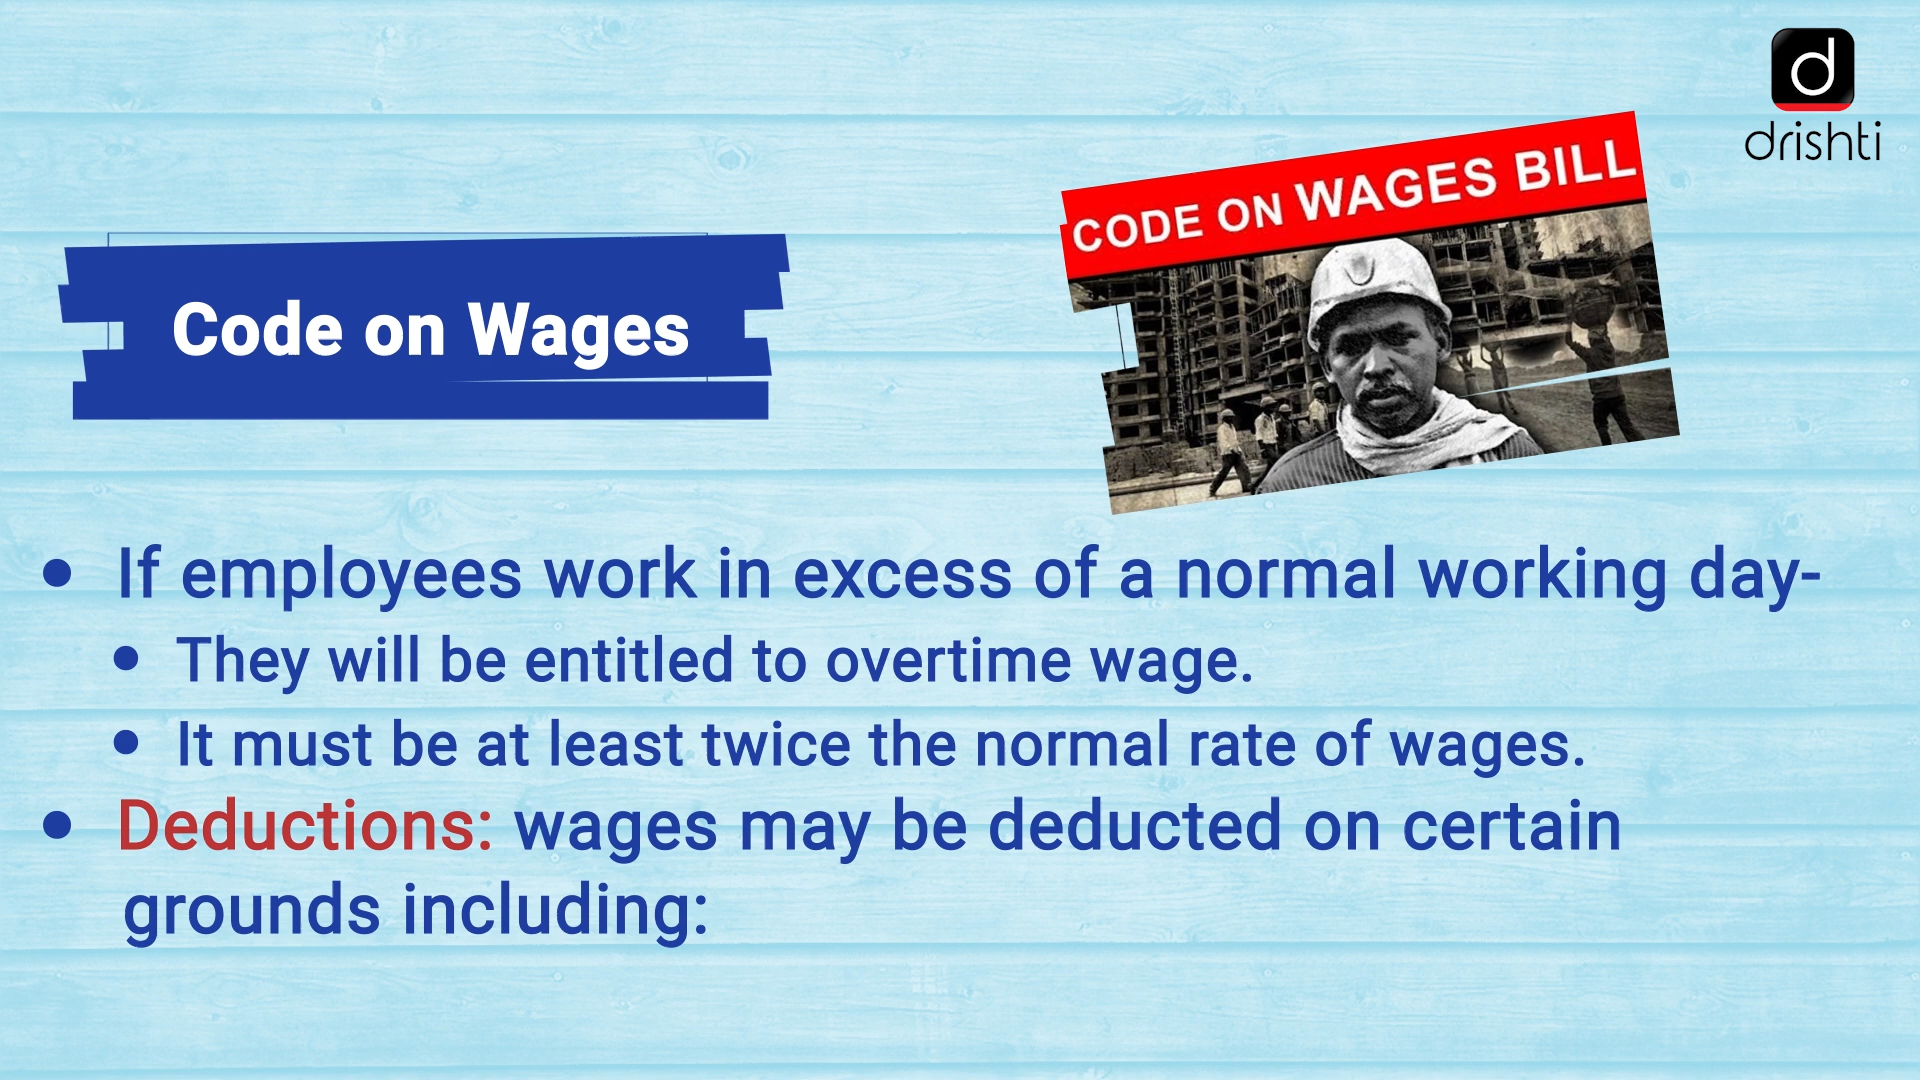 d
drishti
CODE ON WAGES BILL
Code on Wages
• If employees work in excess of a normal working day-
• They will be entitled to overtime wage.
• It must be at least twice the normal rate of wages.
• Deductions: wages may be deducted on certain
grounds including: